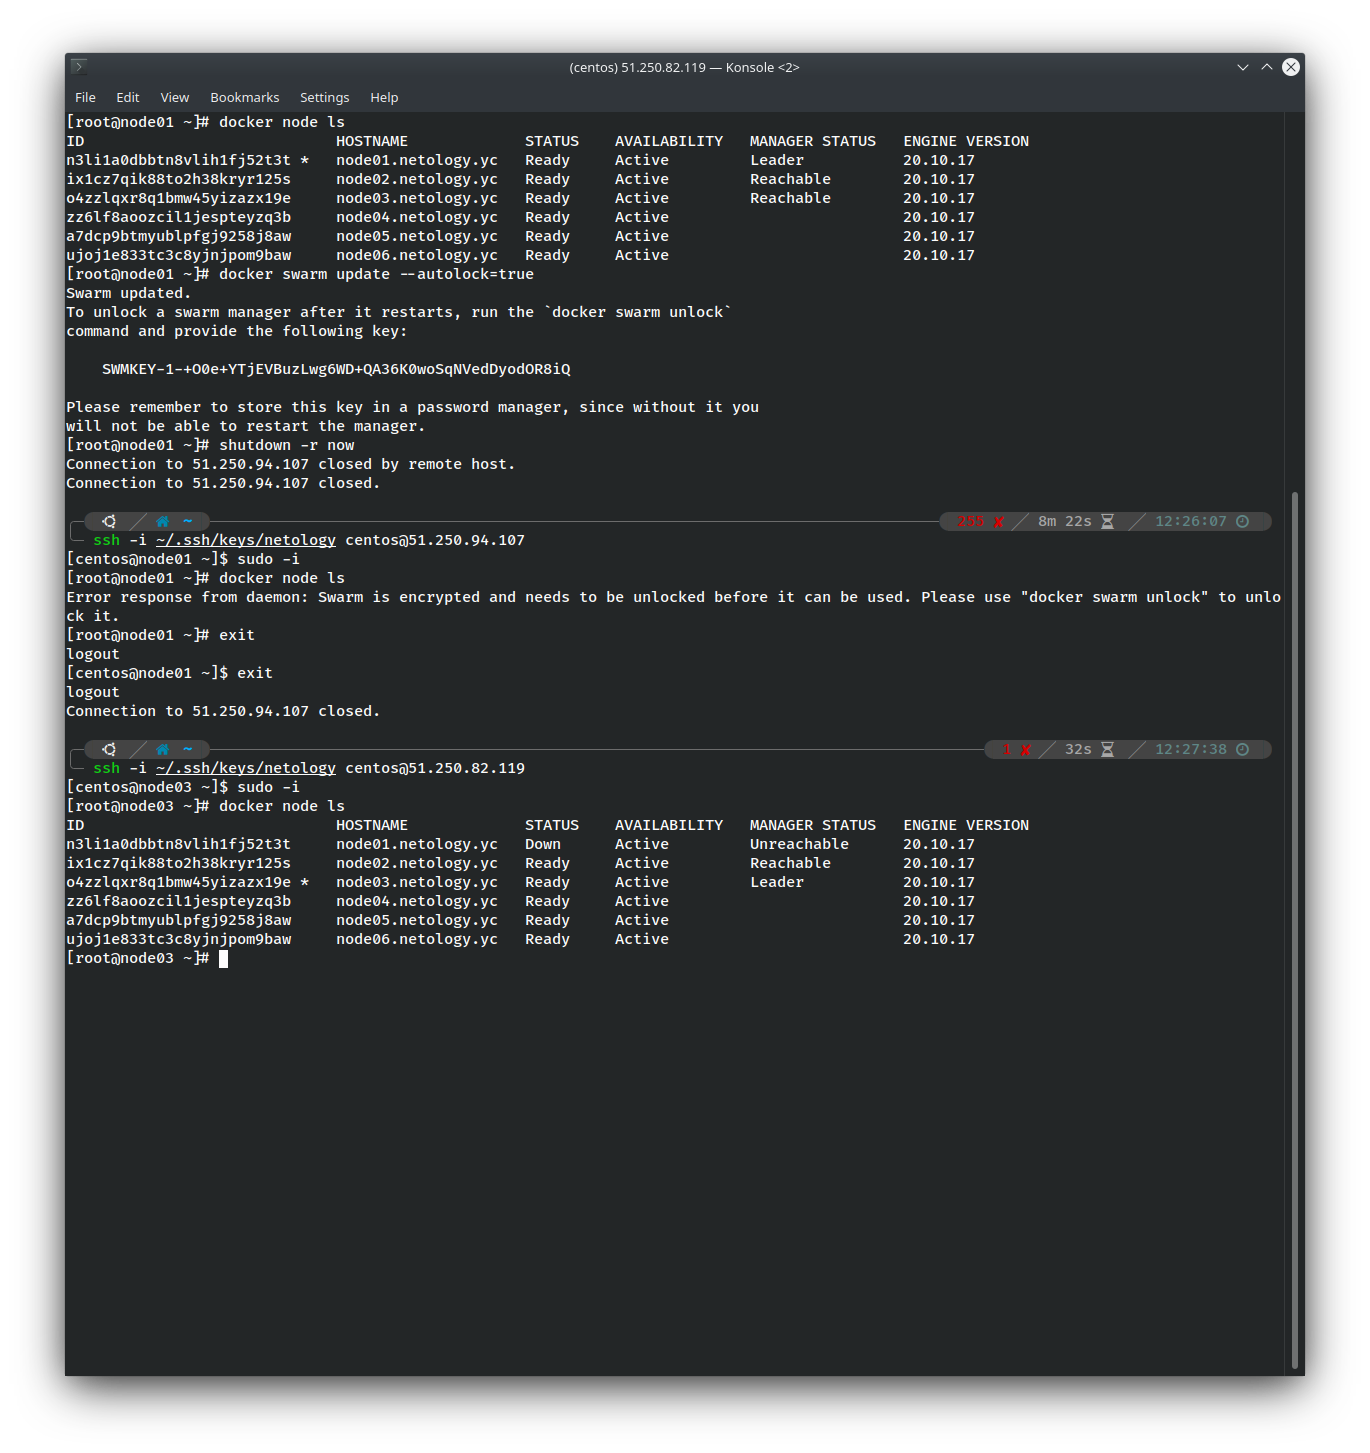 (centos) 51.250.82.119 — Konsole <2>
File Edit View Bookmarks Settings Help
[root@node01 ~]# docker node ls
ID                            HOSTNAME             STATUS    AVAILABILITY   MANAGER STATUS   ENGINE VERSION
n3li1a0dbbtn8vlih1fj52t3t *   node01.netology.yc   Ready     Active         Leader           20.10.17
ix1cz7qik88to2h38kryr125s     node02.netology.yc   Ready     Active         Reachable        20.10.17
o4zzlqxr8q1bmw45yizazx19e     node03.netology.yc   Ready     Active         Reachable        20.10.17
zz6lf8aoozcil1jespteyzq3b     node04.netology.yc   Ready     Active                          20.10.17
a7dcp9btmyublpfgj9258j8aw     node05.netology.yc   Ready     Active                          20.10.17
ujoj1e833tc3c8yjnjpom9baw     node06.netology.yc   Ready     Active                          20.10.17
[root@node01 ~]# docker swarm update --autolock=true
Swarm updated.
To unlock a swarm manager after it restarts, run the `docker swarm unlock`
command and provide the following key:
    SWMKEY-1-+O0e+YTjEVBuzLwg6WD+QA36K0woSqNVedDyodOR8iQ
Please remember to store this key in a password manager, since without it you
will not be able to restart the manager.
[root@node01 ~]# shutdown -r now
Connection to 51.250.94.107 closed by remote host.
Connection to 51.250.94.107 closed.
~ 255 ✘ 8m 22s 12:26:07
ssh -i ~/.ssh/keys/netology centos@51.250.94.107
[centos@node01 ~]$ sudo -i
[root@node01 ~]# docker node ls
Error response from daemon: Swarm is encrypted and needs to be unlocked before it can be used. Please use "docker swarm unlock" to unlo
ck it.
[root@node01 ~]# exit
logout
[centos@node01 ~]$ exit
logout
Connection to 51.250.94.107 closed.
~ 1 ✘ 32s 12:27:38
ssh -i ~/.ssh/keys/netology centos@51.250.82.119
[centos@node03 ~]$ sudo -i
[root@node03 ~]# docker node ls
ID                            HOSTNAME             STATUS    AVAILABILITY   MANAGER STATUS   ENGINE VERSION
n3li1a0dbbtn8vlih1fj52t3t     node01.netology.yc   Down      Active         Unreachable      20.10.17
ix1cz7qik88to2h38kryr125s     node02.netology.yc   Ready     Active         Reachable        20.10.17
o4zzlqxr8q1bmw45yizazx19e *   node03.netology.yc   Ready     Active         Leader           20.10.17
zz6lf8aoozcil1jespteyzq3b     node04.netology.yc   Ready     Active                          20.10.17
a7dcp9btmyublpfgj9258j8aw     node05.netology.yc   Ready     Active                          20.10.17
ujoj1e833tc3c8yjnjpom9baw     node06.netology.yc   Ready     Active                          20.10.17
[root@node03 ~]#